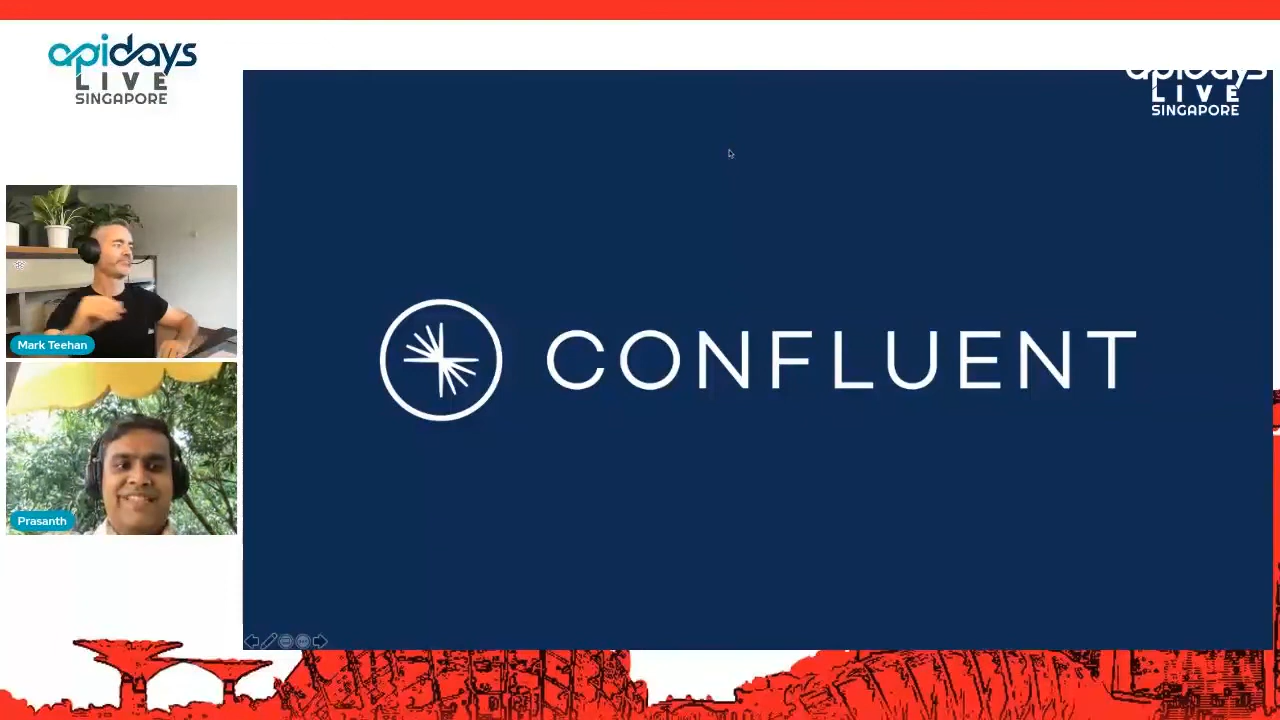 apidays
LIVE
SINGAPORE
apidays
LIVE
SINGAPORE
CONFLUENT
Mark Teehan
Prasanth